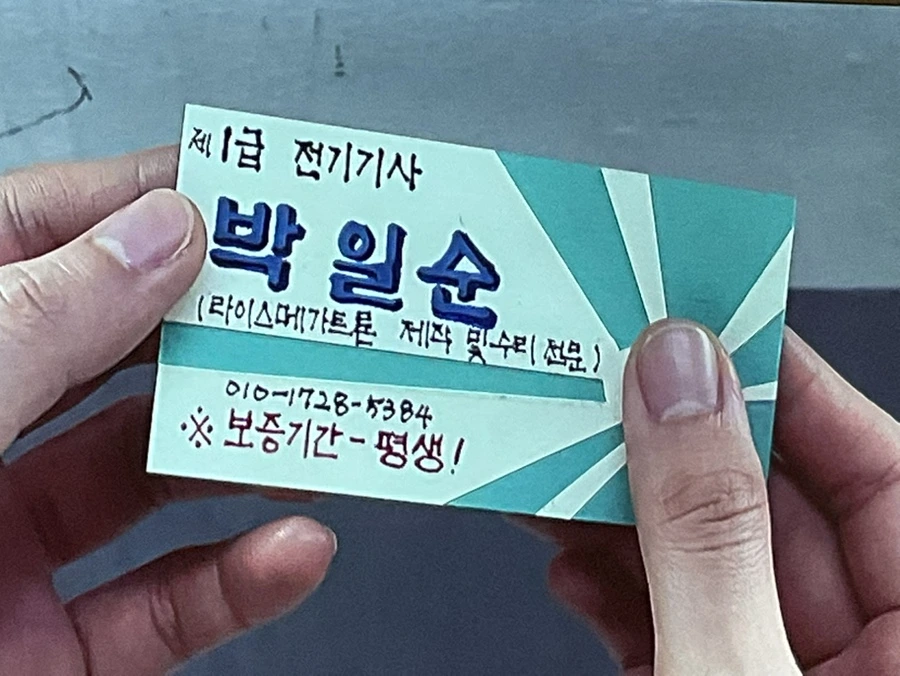 제1급 전기기사
박일순
(라이스메가트론 제작 및 수리 전문)
010-1728-5384
※ 보증기간-평생!